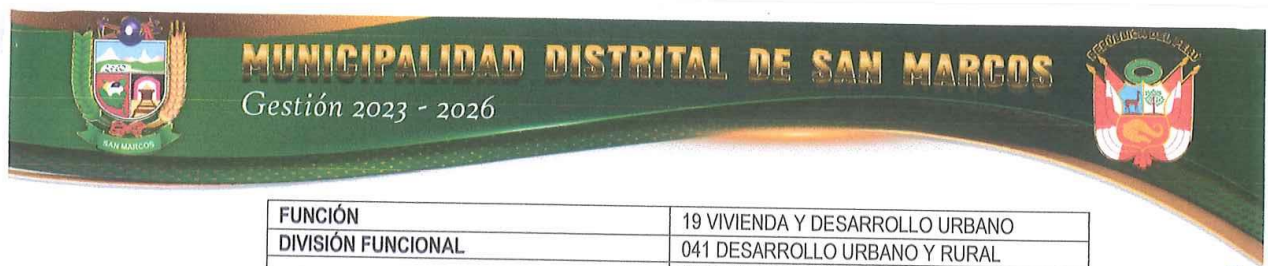 MUNICIPALIDAD DISTRITAL DE SAN MARCOS
Gestión 2023 - 2026
SAN MARCOS
REPÚBLICA DEL PERÚ
FUNCIÓN 19 VIVIENDA Y DESARROLLO URBANO
DIVISIÓN FUNCIONAL 041 DESARROLLO URBANO Y RURAL